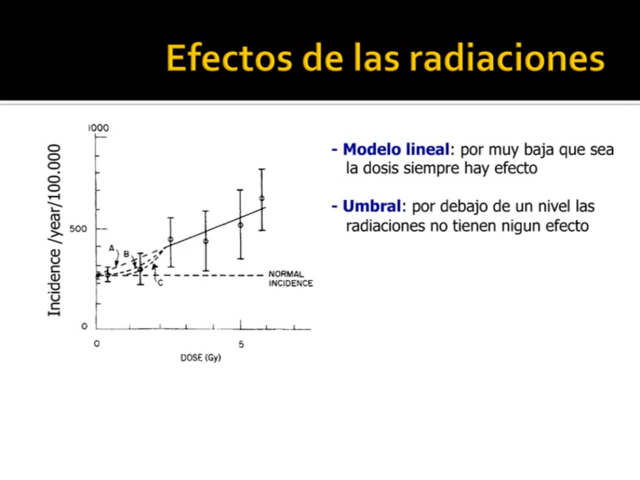 Efectos de las radiaciones
1000
Incidence /year/100.000
500
A
B
C
NORMAL
INCIDENCE
0
0
5
DOSE (Gy)
- Modelo lineal: por muy baja que sea
la dosis siempre hay efecto
- Umbral: por debajo de un nivel las
radiaciones no tienen nigun efecto